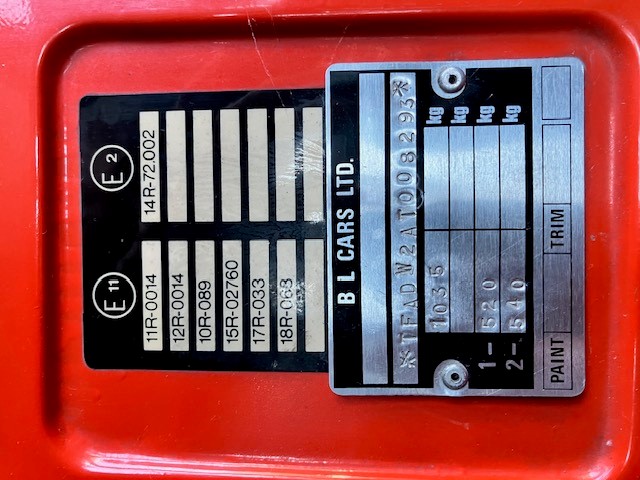 E 11
11R-0014
12R-0014
10R-089
15R-02760
17R-033
18R-063
E 2
14R-72.002
B L CARS LTD.
*TFADW2AT008293*
1035 kg
kg
1- 520 kg
2- 540 kg
PAINT TRIM